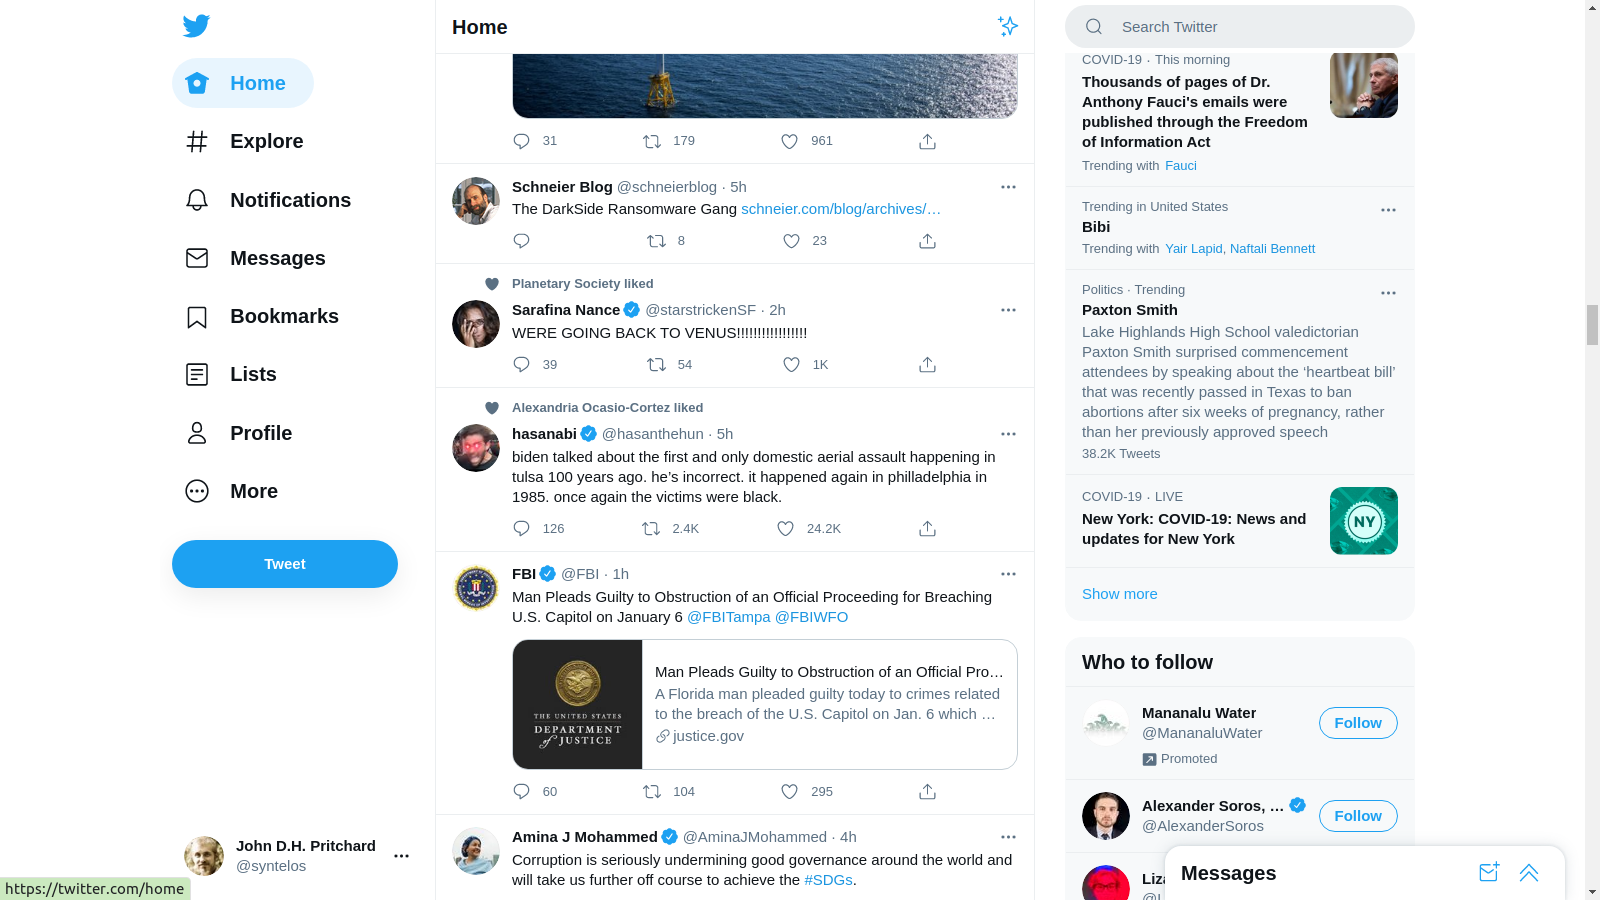 Home
Explore
Notifications
Messages
Bookmarks
Lists
Profile
More
Tweet
John D.H. Pritchard
@syntelos
https://twitter.com/home
Home
31 179 961
Schneier Blog @schneierblog · 5h
The DarkSide Ransomware Gang schneier.com/blog/archives/…
8 23
Planetary Society liked
Sarafina Nance @starstrickenSF · 2h
WERE GOING BACK TO VENUS!!!!!!!!!!!!!!!!!
39 54 1K
Alexandria Ocasio-Cortez liked
hasanabi @hasanthehun · 5h
biden talked about the first and only domestic aerial assault happening in
tulsa 100 years ago. he’s incorrect. it happened again in philladelphia in
1985. once again the victims were black.
126 2.4K 24.2K
FBI @FBI · 1h
Man Pleads Guilty to Obstruction of an Official Proceeding for Breaching
U.S. Capitol on January 6 @FBITampa @FBIWFO
THE UNITED STATES
DEPARTMENT
of JUSTICE
Man Pleads Guilty to Obstruction of an Official Pro…
A Florida man pleaded guilty today to crimes related
to the breach of the U.S. Capitol on Jan. 6 which …
justice.gov
60 104 295
Amina J Mohammed @AminaJMohammed · 4h
Corruption is seriously undermining good governance around the world and
will take us further off course to achieve the #SDGs.
Search Twitter
COVID-19 · This morning
Thousands of pages of Dr.
Anthony Fauci's emails were
published through the Freedom
of Information Act
Trending with Fauci
Trending in United States
Bibi
Trending with Yair Lapid, Naftali Bennett
Politics · Trending
Paxton Smith
Lake Highlands High School valedictorian
Paxton Smith surprised commencement
attendees by speaking about the ‘heartbeat bill’
that was recently passed in Texas to ban
abortions after six weeks of pregnancy, rather
than her previously approved speech
38.2K Tweets
COVID-19 · LIVE
New York: COVID-19: News and
updates for New York
NY
Show more
Who to follow
Mananalu Water
@MananaluWater
Follow
Promoted
Alexander Soros, …
@AlexanderSoros
Follow
Messages